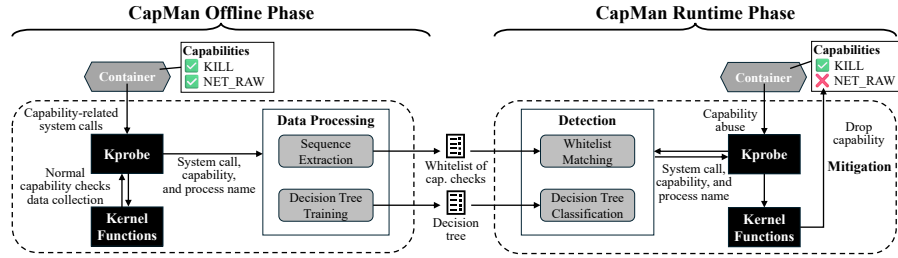 CapMan Offline Phase
Capabilities
KILL
NET_RAW
Container
Capability-related
system calls
Kprobe
Normal
capability checks
data collection
Kernel
Functions
System call,
capability,
and process name
Data Processing
Sequence
Extraction
Decision Tree
Training
Whitelist of
cap. checks
Decision
tree
CapMan Runtime Phase
Detection
Whitelist
Matching
Decision Tree
Classification
System call,
capability, and
process name
Capabilities
KILL
NET_RAW
Container
Capability
abuse
Kprobe
Kernel
Functions
Drop
capability
Mitigation